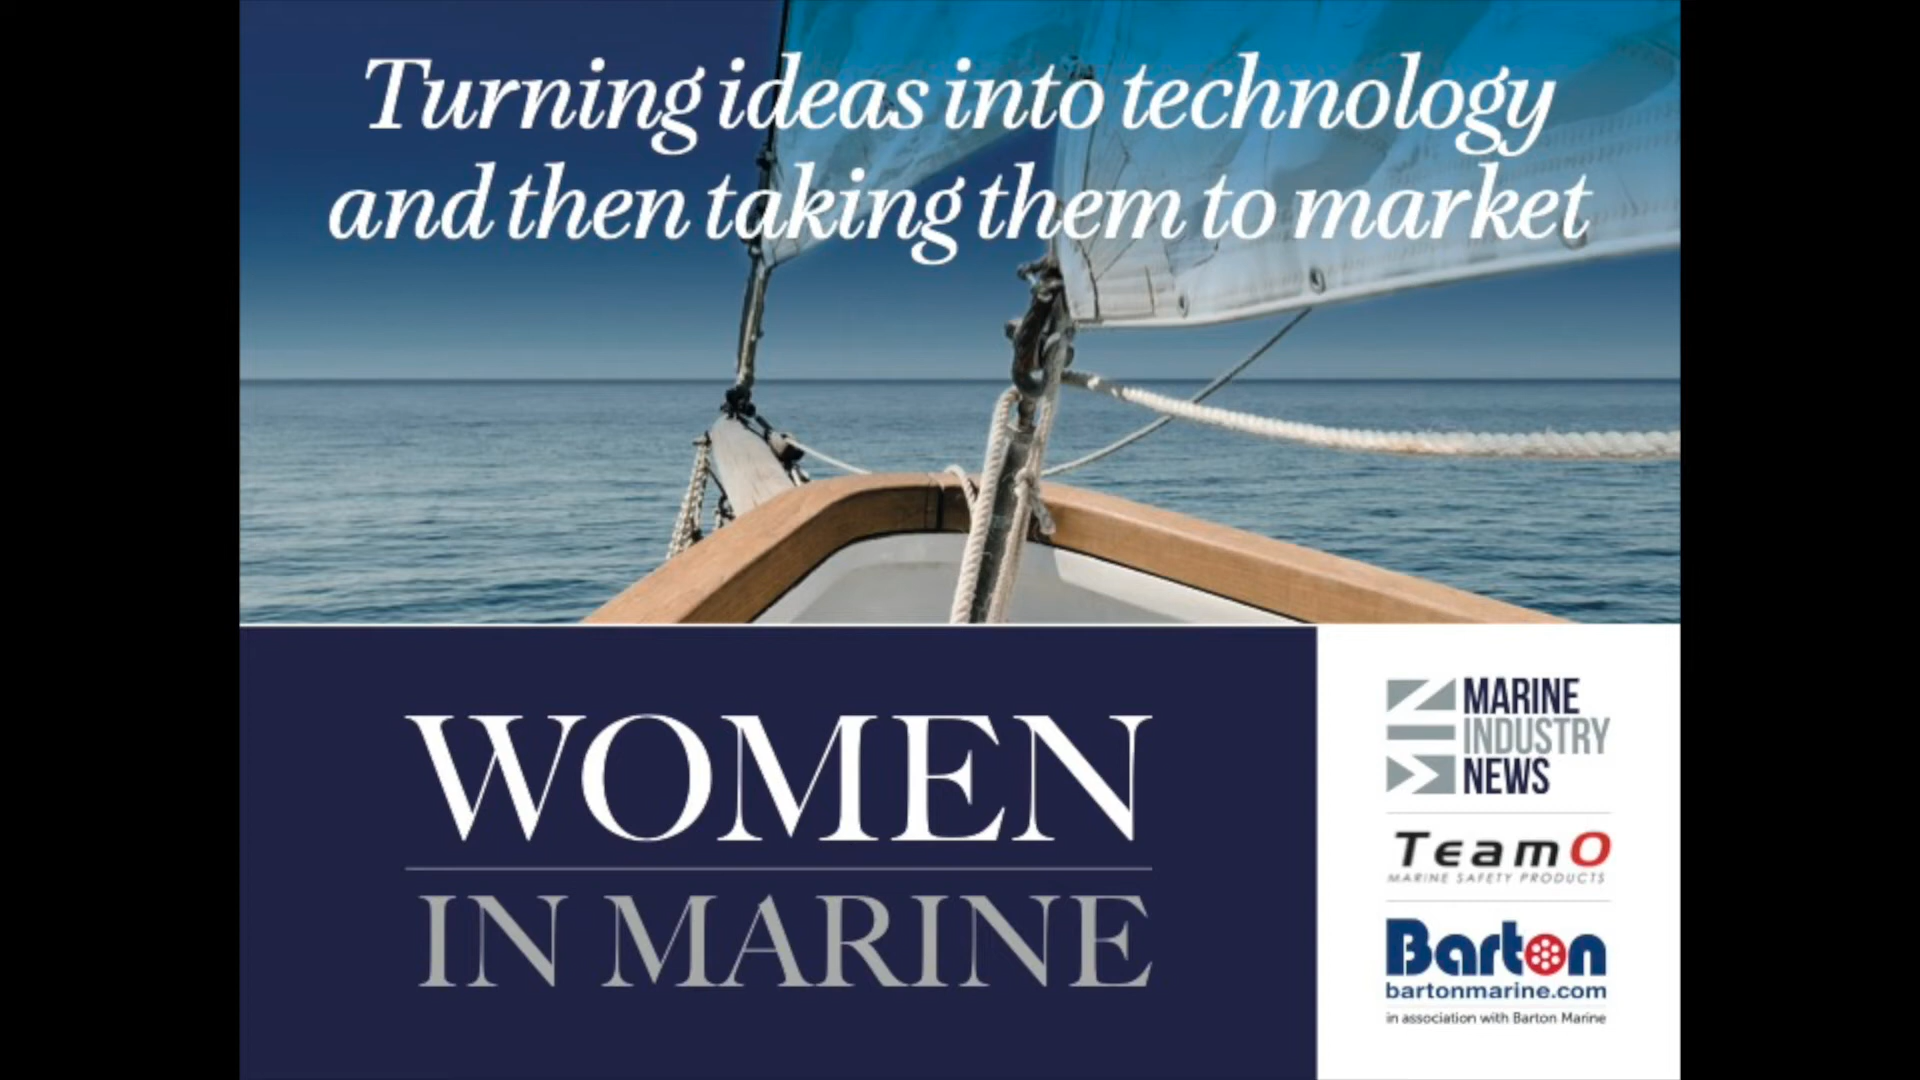 Turning ideas into technology
and then taking them to market
WOMEN
IN MARINE
MIN
MARINE
INDUSTRY
NEWS
TeamO
MARINE SAFETY PRODUCTS
Barton
bartonmarine.com
in association with Barton Marine